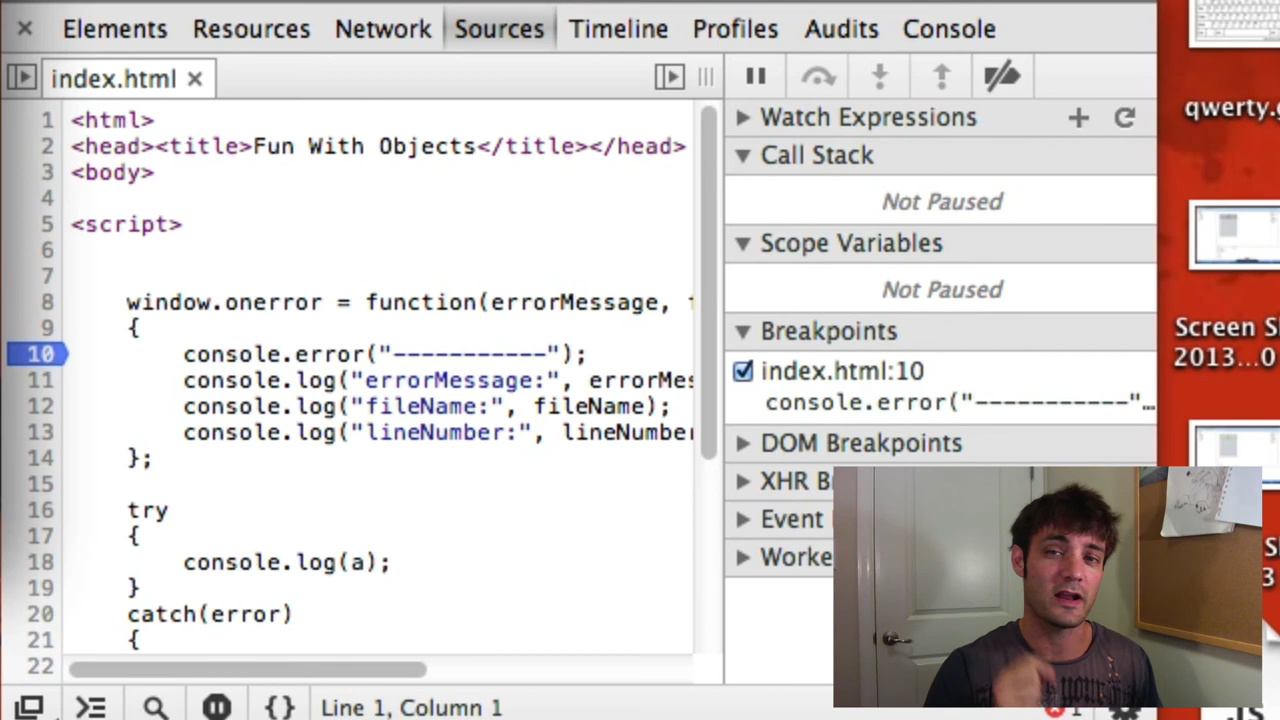 × Elements Resources Network Sources Timeline Profiles Audits Console
index.html ×
1 <html>
2 <head><title>Fun With Objects</title></head>
3 <body>
4
5 <script>
6
7
8 window.onerror = function(errorMessage,
9 {
10 console.error("-----------");
11 console.log("errorMessage:", errorMes
12 console.log("fileName:", fileName);
13 console.log("lineNumber:", lineNumber
14 };
15
16 try
17 {
18 console.log(a);
19 }
20 catch(error)
21 {
22
{} Line 1, Column 1
Watch Expressions + 
Call Stack
Not Paused
Scope Variables
Not Paused
Breakpoints
index.html:10
console.error("-----------"…
DOM Breakpoints
XHR B
Event
Worke
1
qwerty.g
Screen S
2013...0
JS